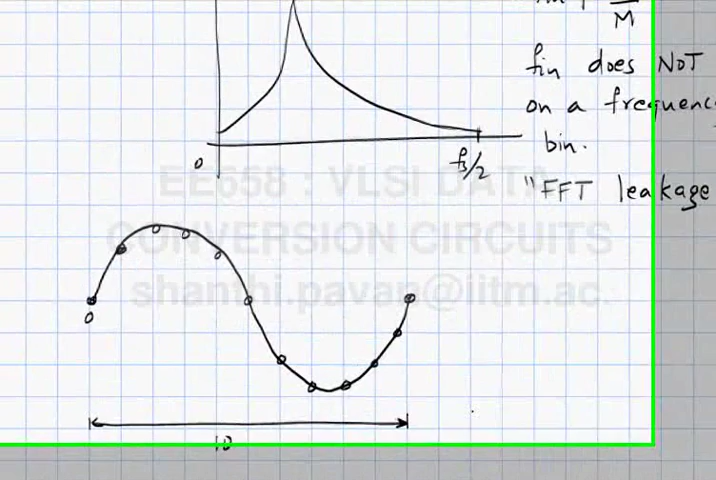 M
fin does NOT
on a frequenc
bin.
0
fs/2
"FFT leakage
EE658 : VLSI DATA
CONVERSION CIRCUITS
shanthi.pavan@iitm.ac.
0
10